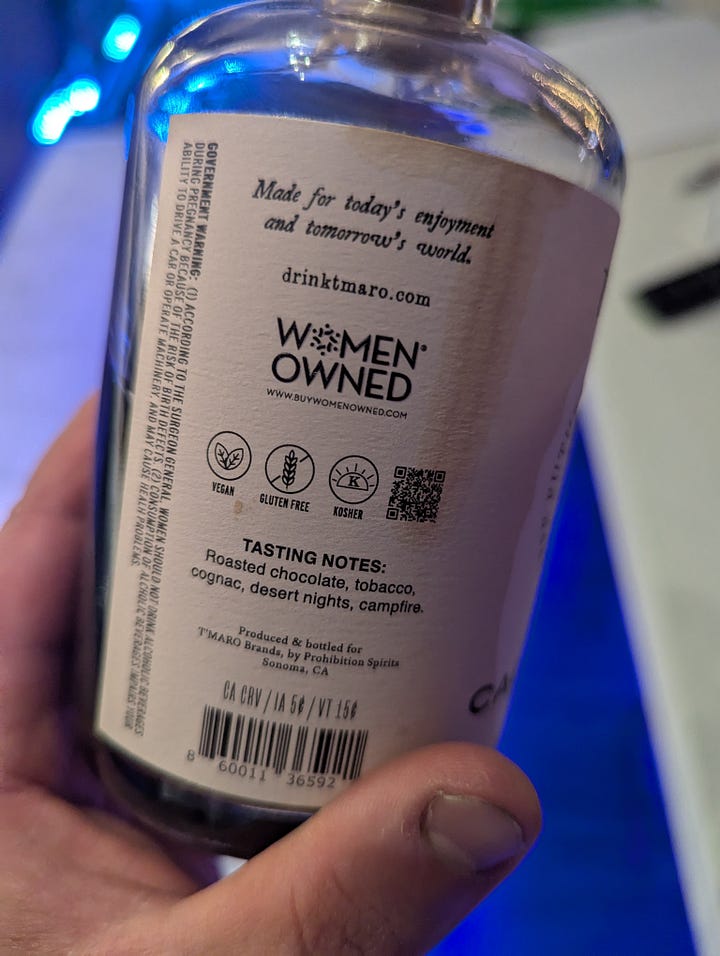 GOVERNMENT WARNING: (1) ACCORDING TO THE SURGEON GENERAL, WOMEN SHOULD NOT DRINK ALCOHOLIC BEVERAGES
DURING PREGNANCY BECAUSE OF THE RISK OF BIRTH DEFECTS. (2) CONSUMPTION OF ALCOHOLIC BEVERAGES IMPAIRS YOUR
ABILITY TO DRIVE A CAR OR OPERATE MACHINERY, AND MAY CAUSE HEALTH PROBLEMS.
Made for today's enjoyment
and tomorrow's world.
drinktmaro.com
WOMEN®
OWNED
WWW.BUYWOMENOWNED.COM
K
VEGAN GLUTEN FREE KOSHER
TASTING NOTES:
Roasted chocolate, tobacco,
cognac, desert nights, campfire.
Produced & bottled for
T'MARO Brands, by Prohibition Spirits
Sonoma, CA
CA CRV / IA 5¢ / VT 15¢
8 60011 36592
CA